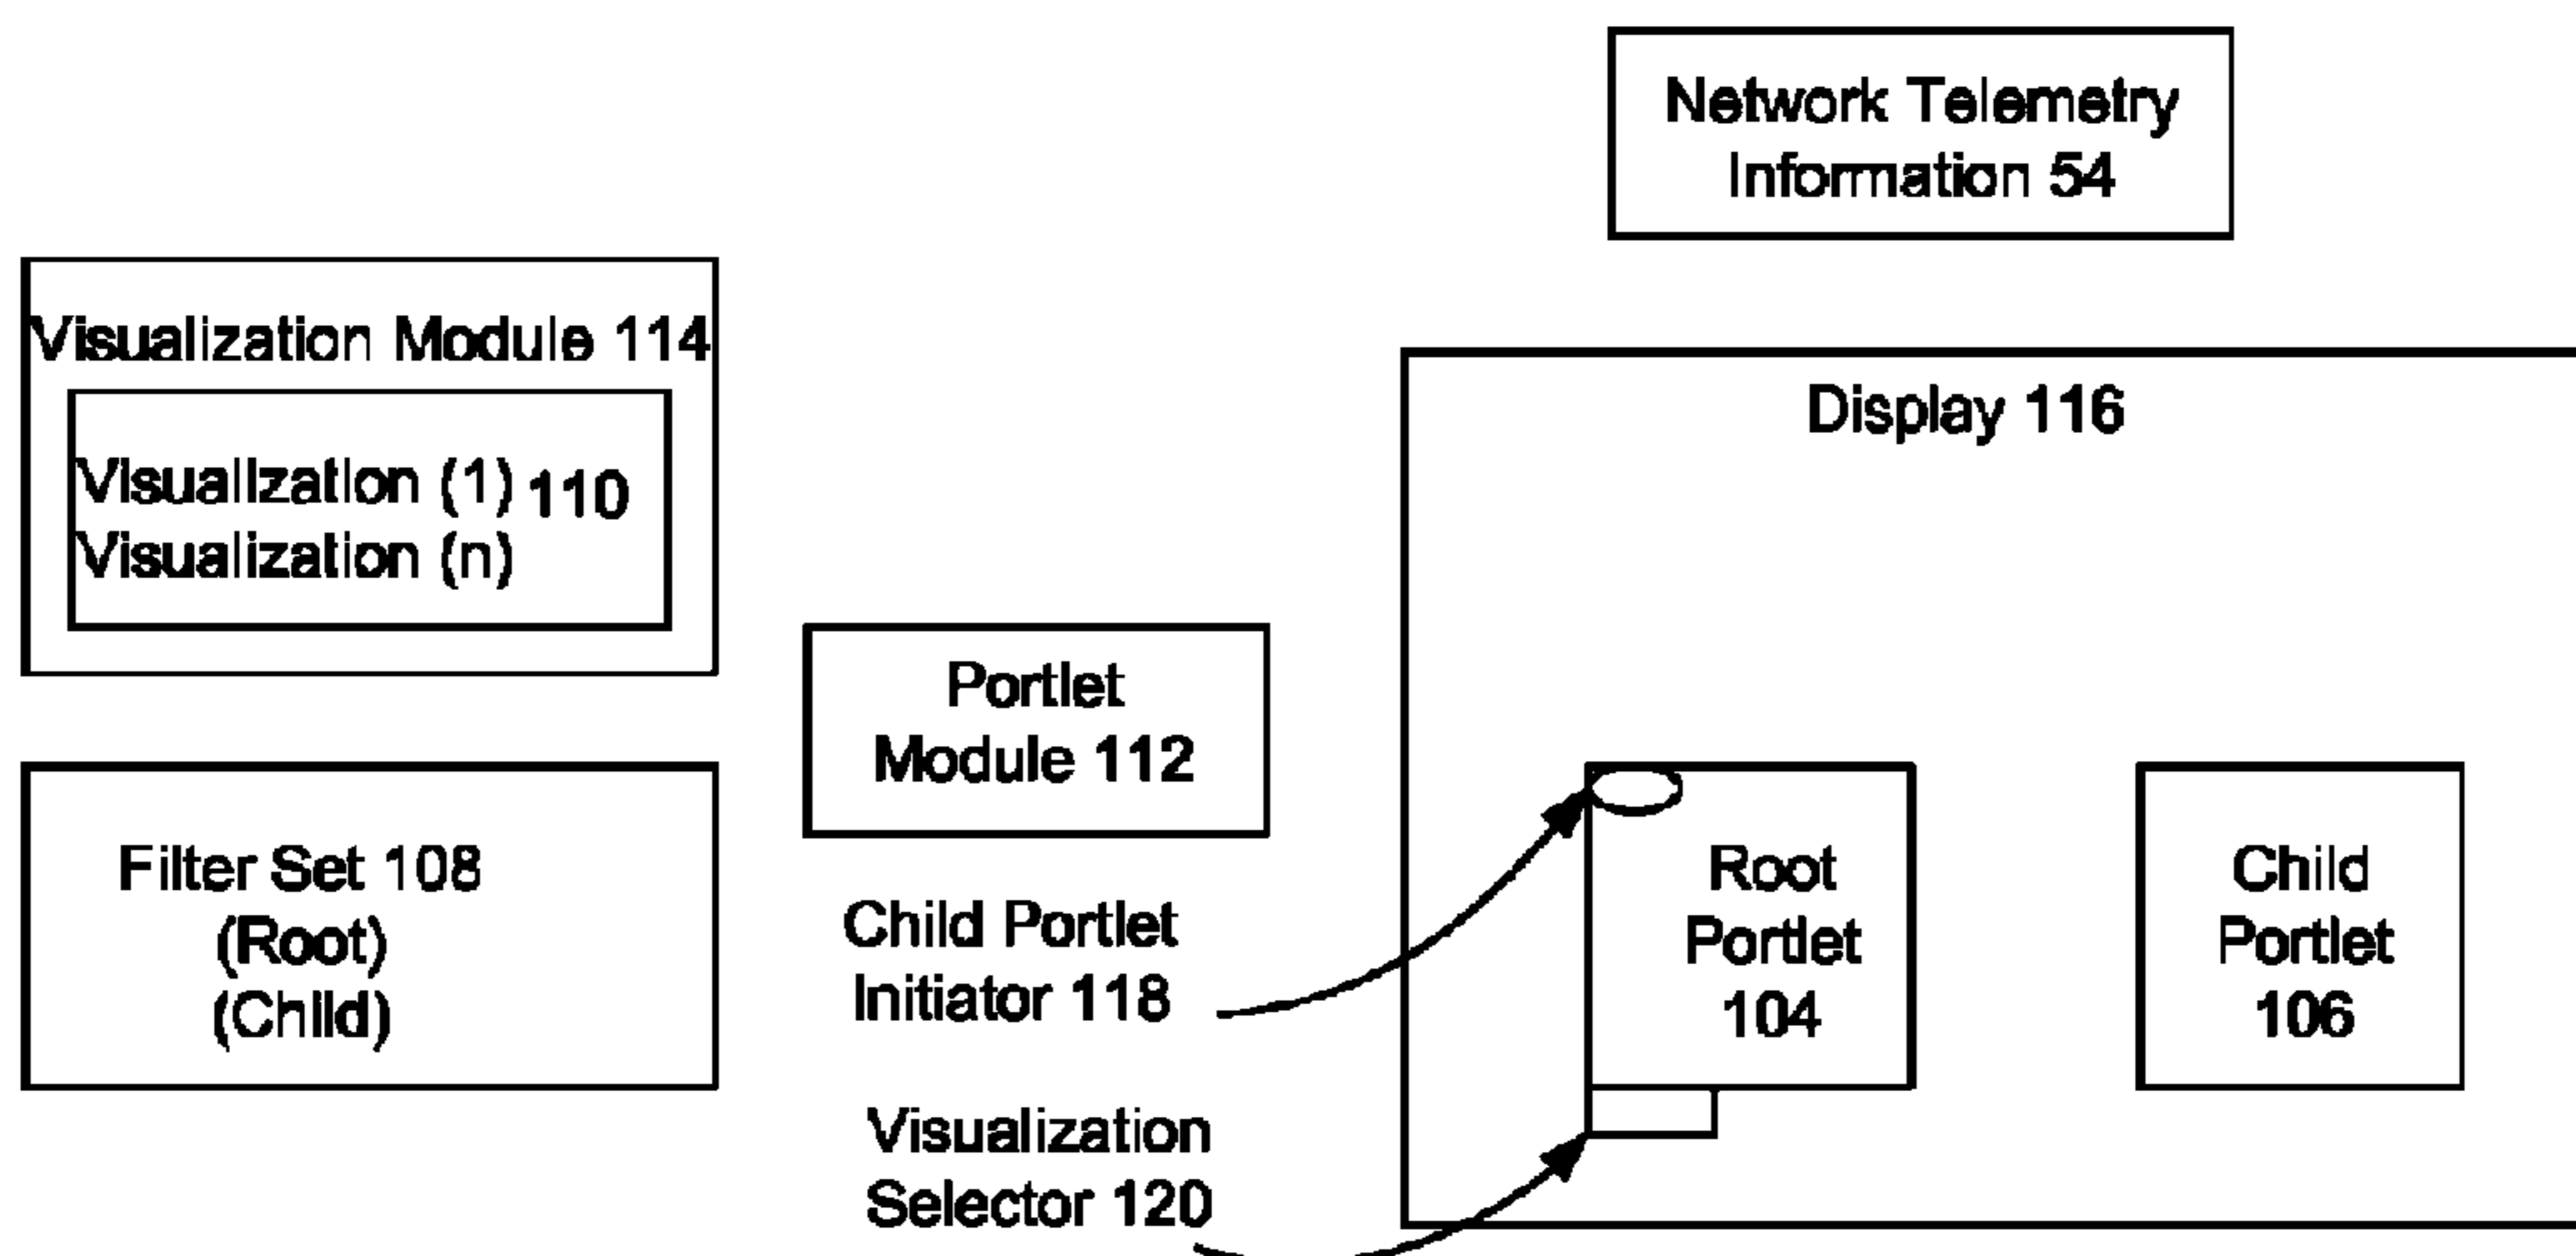 Network Telemetry
Information 54
Visualization Module 114
Visualization (1) 110
Visualization (n)
Display 116
Portlet
Module 112
Filter Set 108
(Root)
(Child)
Child Portlet
Initiator 118
Root
Portlet
104
Child
Portlet
106
Visualization
Selector 120